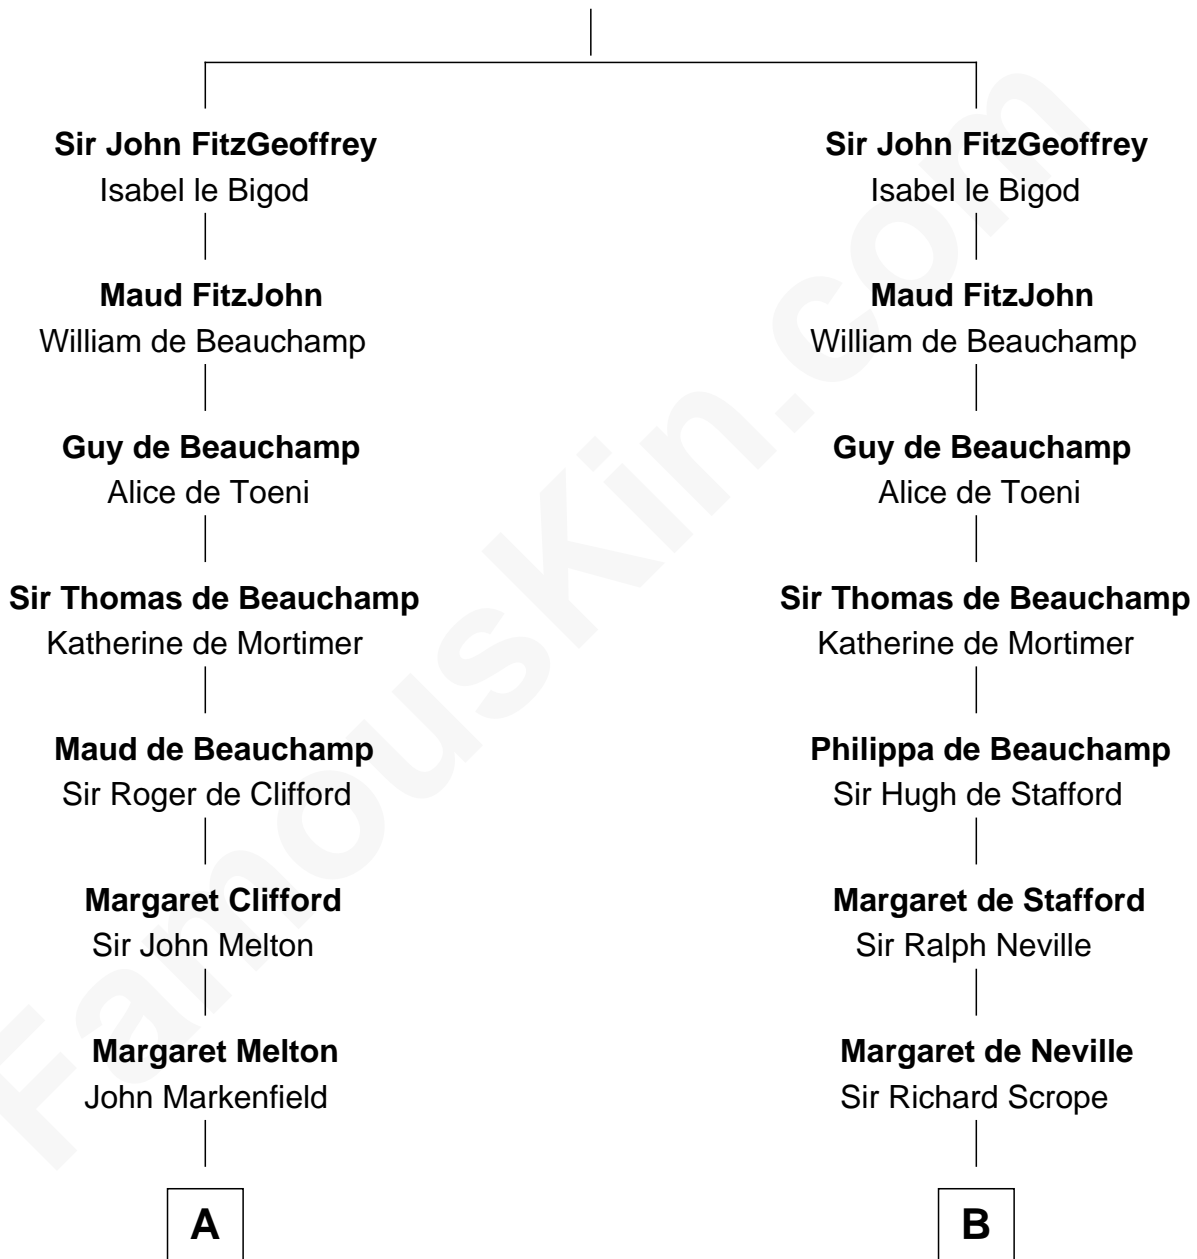 Sir John FitzGeoffrey
Isabel le Bigod
Maud FitzJohn
William de Beauchamp
Guy de Beauchamp
Alice de Toeni
Sir Thomas de Beauchamp
Katherine de Mortimer
Maud de Beauchamp
Sir Roger de Clifford
Margaret Clifford
Sir John Melton
Margaret Melton
John Markenfield
A
Sir John FitzGeoffrey
Isabel le Bigod
Maud FitzJohn
William de Beauchamp
Guy de Beauchamp
Alice de Toeni
Sir Thomas de Beauchamp
Katherine de Mortimer
Philippa de Beauchamp
Sir Hugh de Stafford
Margaret de Stafford
Sir Ralph Neville
Margaret de Neville
Sir Richard Scrope
B
FamousKin.com